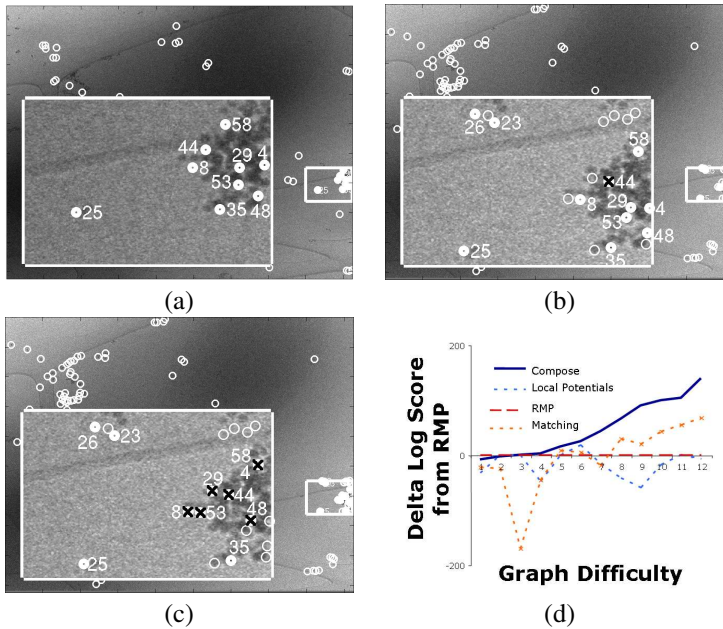 58
44
8
29
4
53
48
35
25
25
(a)
26
23
58
44
8
29
4
53
48
35
25
(b)
26
23
58
4
29
44
8
53
48
35
25
(c)
Delta Log Score
from RMP
200
0
-200
Compose
Local Potentials
RMP
Matching
1 2 3 4 5 6 7 8 9 10 11 12
Graph Difficulty
(d)